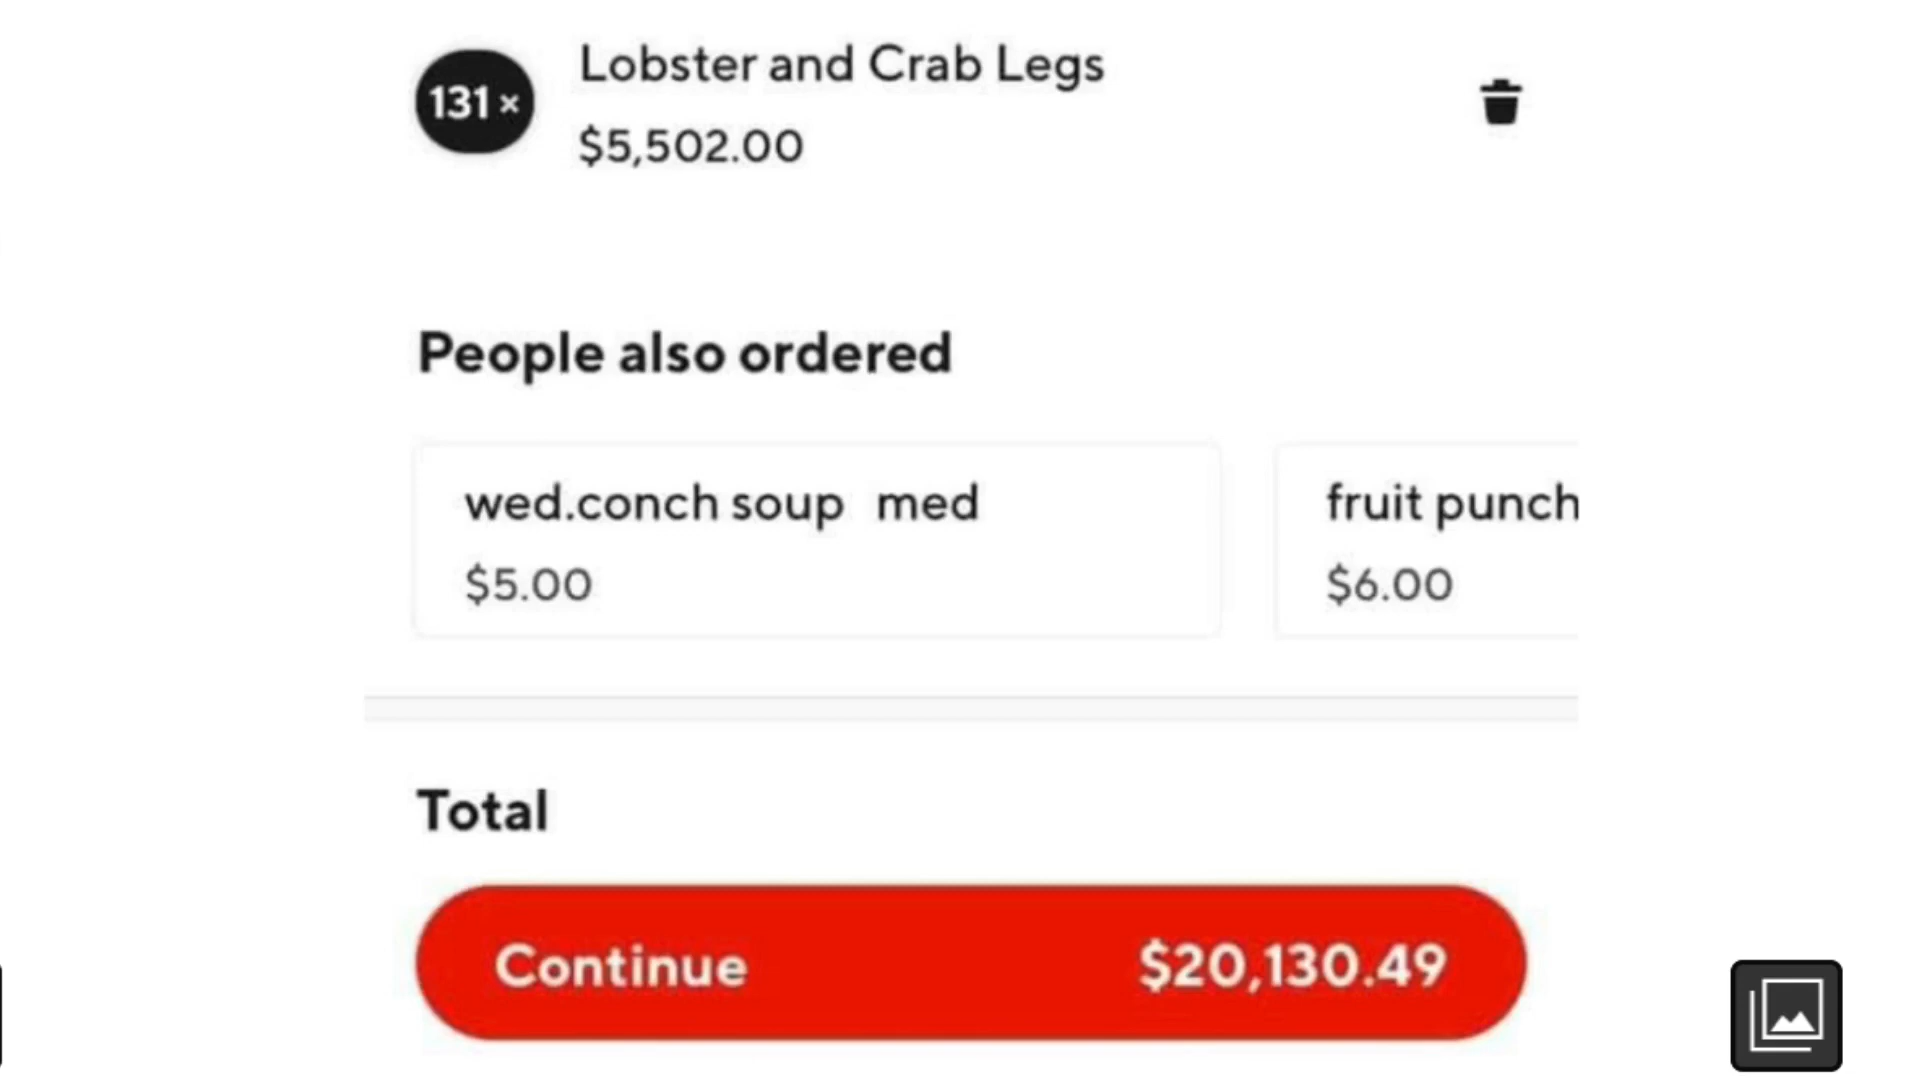 131 ×
Lobster and Crab Legs
$5,502.00
People also ordered
wed.conch soup  med
$5.00
fruit punch
$6.00
Total
Continue $20,130.49